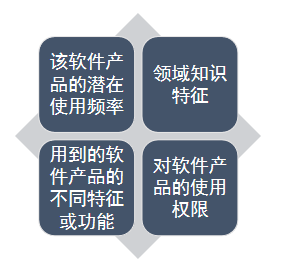 该软件产
品的潜在
使用频率
领域知识
特征
用到的软
件产品的
不同特征
或功能
对软件产
品的使用
权限